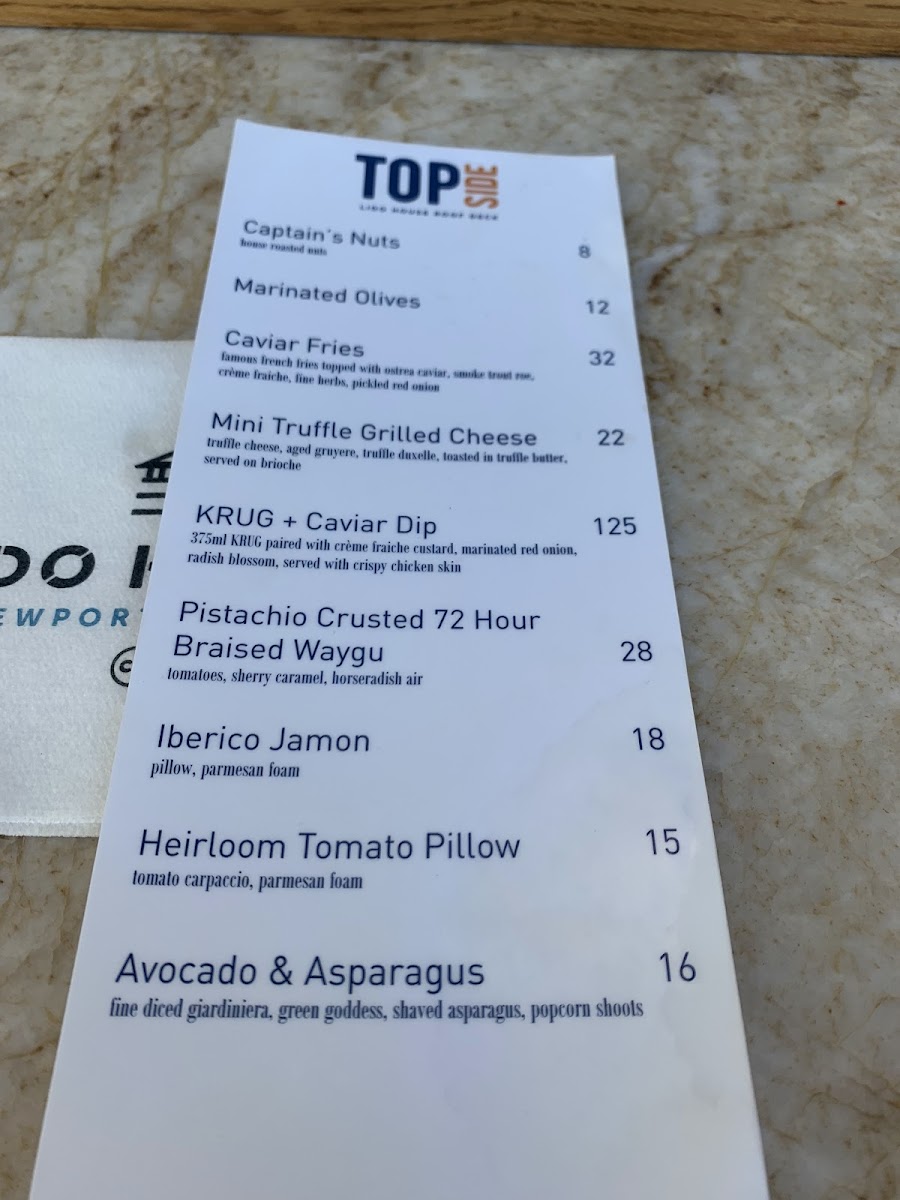 TOP SIDE
LIDO HOUSE ROOF DECK
Captain's Nuts 8
house roasted nuts
Marinated Olives 12
Caviar Fries 32
famous french fries topped with ostrea caviar, smoke trout roe,
crème fraiche, fine herbs, pickled red onion
Mini Truffle Grilled Cheese 22
truffle cheese, aged gruyere, truffle duxelle, toasted in truffle butter,
served on brioche
KRUG + Caviar Dip 125
375ml KRUG paired with crème fraiche custard, marinated red onion,
radish blossom, served with crispy chicken skin
Pistachio Crusted 72 Hour
Braised Waygu 28
tomatoes, sherry caramel, horseradish air
Iberico Jamon 18
pillow, parmesan foam
Heirloom Tomato Pillow 15
tomato carpaccio, parmesan foam
Avocado & Asparagus 16
fine diced giardiniera, green goddess, shaved asparagus, popcorn shoots
DO H
EWPOR